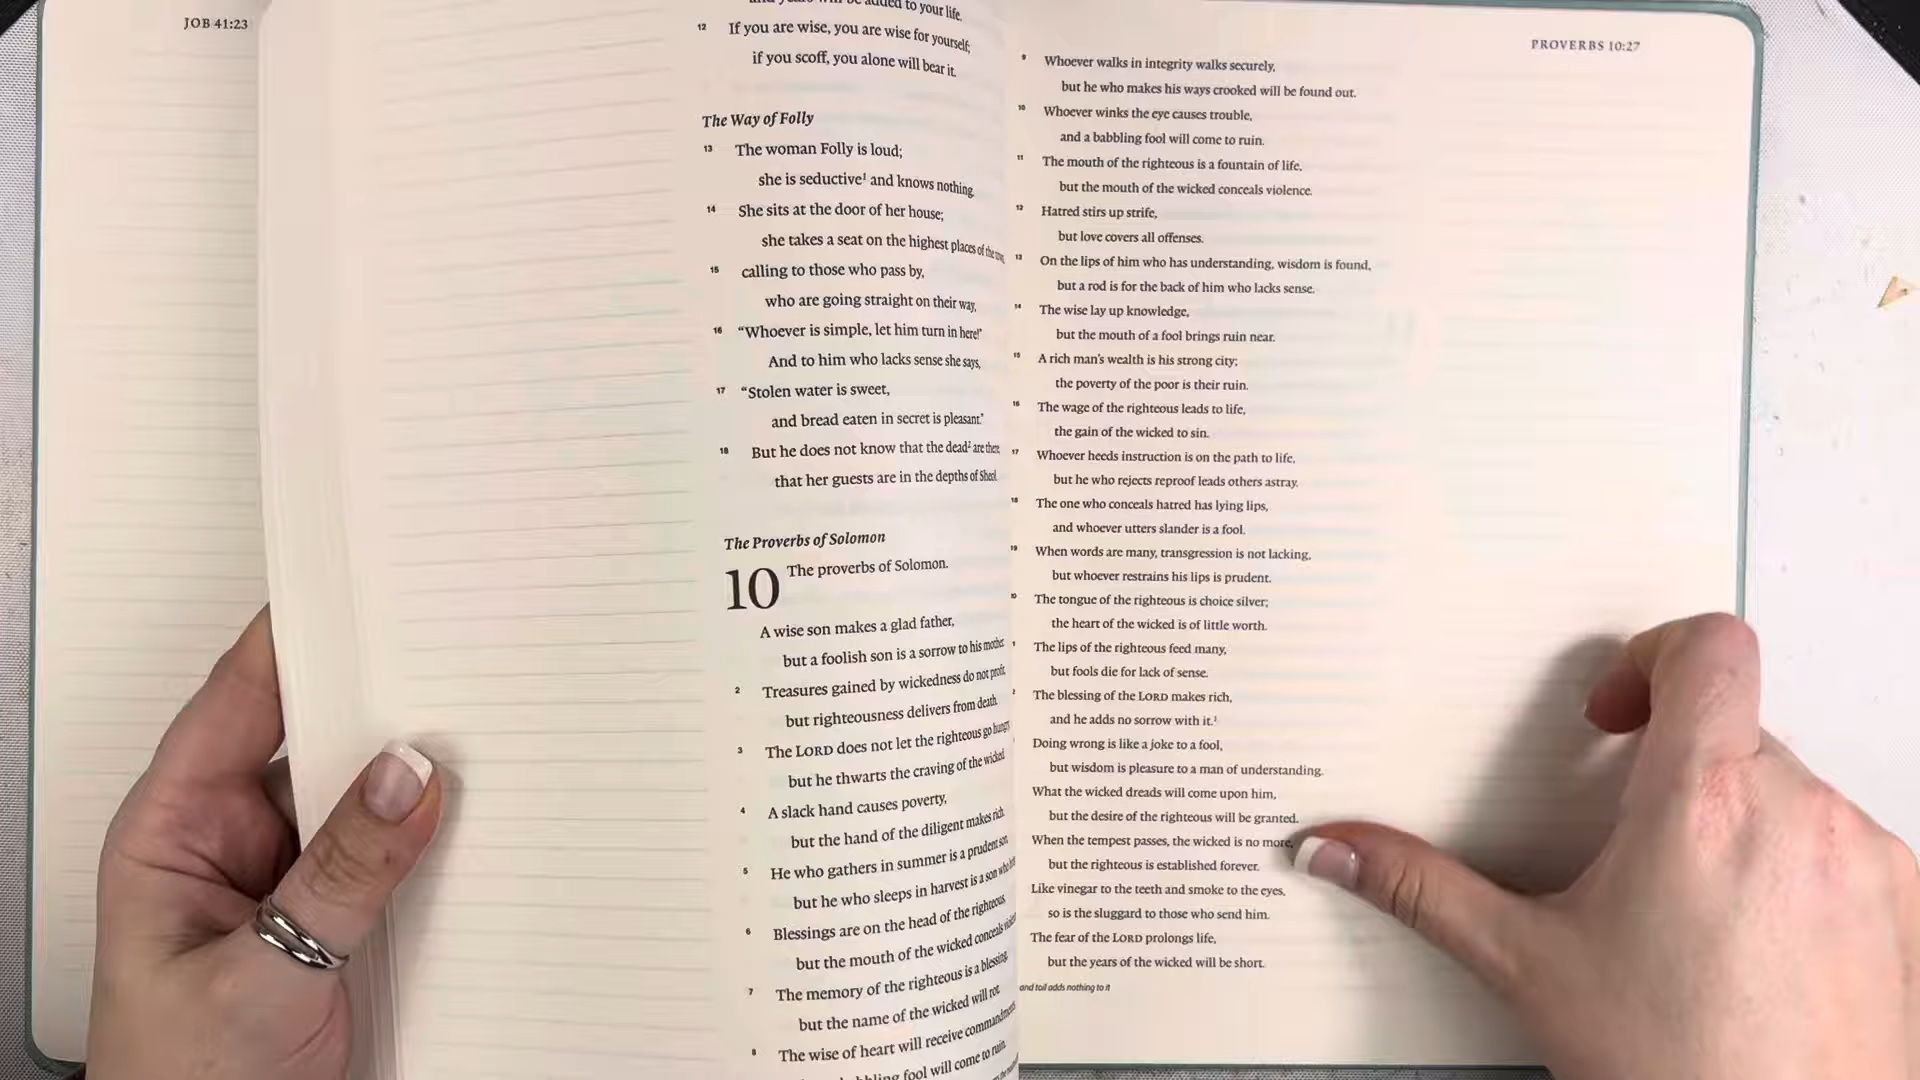 JOB 41:23
added to your life.
12 If you are wise, you are wise for yourself;
if you scoff, you alone will bear it.
The Way of Folly
13 The woman Folly is loud;
she is seductive1 and knows nothing.
14 She sits at the door of her house;
she takes a seat on the highest places of the town,
15 calling to those who pass by,
who are going straight on their way,
16 “Whoever is simple, let him turn in here!”
And to him who lacks sense she says,
17 “Stolen water is sweet,
and bread eaten in secret is pleasant.”
18 But he does not know that the dead2 are there,
that her guests are in the depths of Sheol.
The Proverbs of Solomon
10 The proverbs of Solomon.
A wise son makes a glad father,
but a foolish son is a sorrow to his mother.
2 Treasures gained by wickedness do not profit,
but righteousness delivers from death.
3 The LORD does not let the righteous go hungry,
but he thwarts the craving of the wicked.
4 A slack hand causes poverty,
but the hand of the diligent makes rich.
5 He who gathers in summer is a prudent son,
but he who sleeps in harvest is a son who
6 Blessings are on the head of the righteous,
but the mouth of the wicked conceals violence.
7 The memory of the righteous is a blessing,
but the name of the wicked will rot.
8 The wise of heart will receive commandments,
fool will come to ruin.
PROVERBS 10:27
9 Whoever walks in integrity walks securely,
but he who makes his ways crooked will be found out.
10 Whoever winks the eye causes trouble,
and a babbling fool will come to ruin.
11 The mouth of the righteous is a fountain of life,
but the mouth of the wicked conceals violence.
12 Hatred stirs up strife,
but love covers all offenses.
13 On the lips of him who has understanding, wisdom is found,
but a rod is for the back of him who lacks sense.
14 The wise lay up knowledge,
but the mouth of a fool brings ruin near.
15 A rich man’s wealth is his strong city;
the poverty of the poor is their ruin.
16 The wage of the righteous leads to life,
the gain of the wicked to sin.
17 Whoever heeds instruction is on the path to life,
but he who rejects reproof leads others astray.
18 The one who conceals hatred has lying lips,
and whoever utters slander is a fool.
19 When words are many, transgression is not lacking,
but whoever restrains his lips is prudent.
The tongue of the righteous is choice silver;
the heart of the wicked is of little worth.
The lips of the righteous feed many,
but fools die for lack of sense.
The blessing of the LORD makes rich,
and he adds no sorrow with it.1
Doing wrong is like a joke to a fool,
but wisdom is pleasure to a man of understanding.
What the wicked dreads will come upon him,
but the desire of the righteous will be granted.
When the tempest passes, the wicked is no more,
but the righteous is established forever.
Like vinegar to the teeth and smoke to the eyes,
so is the sluggard to those who send him.
The fear of the LORD prolongs life,
but the years of the wicked will be short.
and toil adds nothing to it